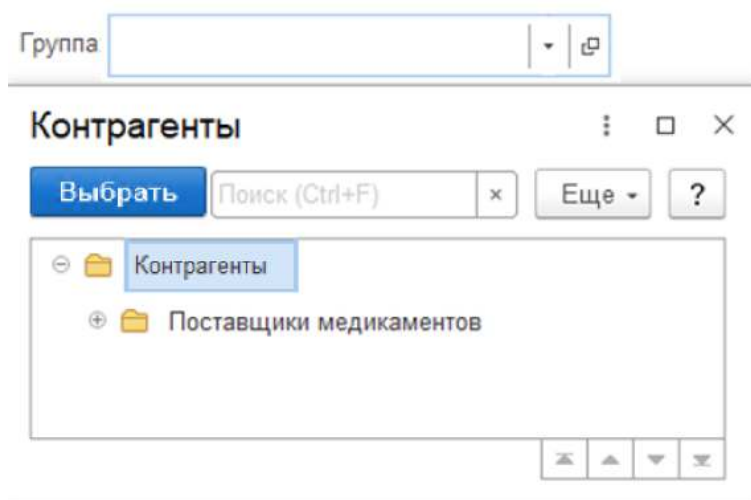 Группа:
Контрагенты
Выбрать Поиск (Ctrl+F) × Еще ?
Контрагенты
Поставщики медикаментов